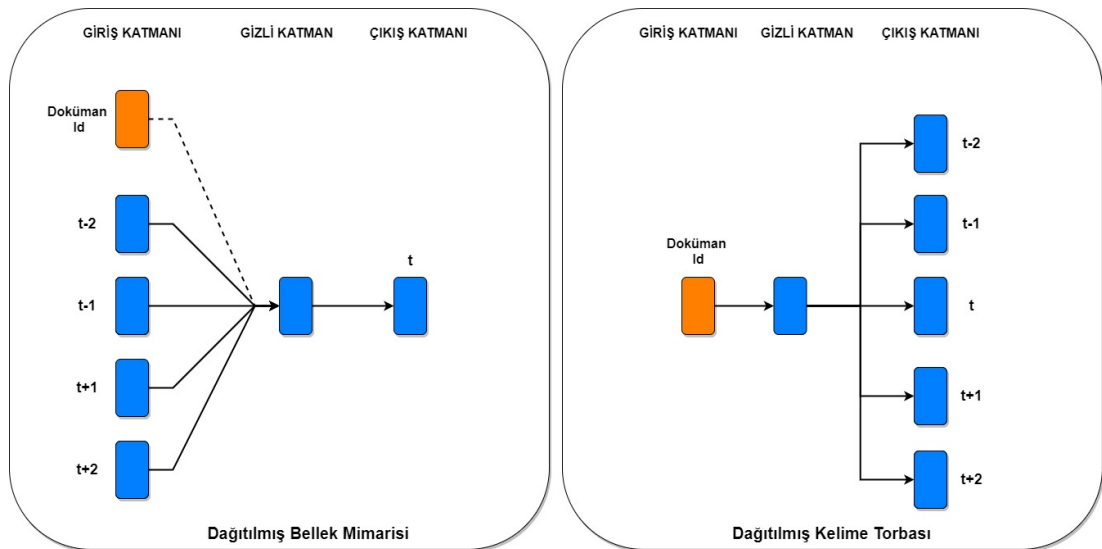 GİRİŞ KATMANI GİZLİ KATMAN ÇIKIŞ KATMANI
Doküman
Id
t-2
t-1
t
t+1
t+2
Dağıtılmış Bellek Mimarisi
GİRİŞ KATMANI GİZLİ KATMAN ÇIKIŞ KATMANI
t-2
t-1
Doküman
Id
t
t+1
t+2
Dağıtılmış Kelime Torbası